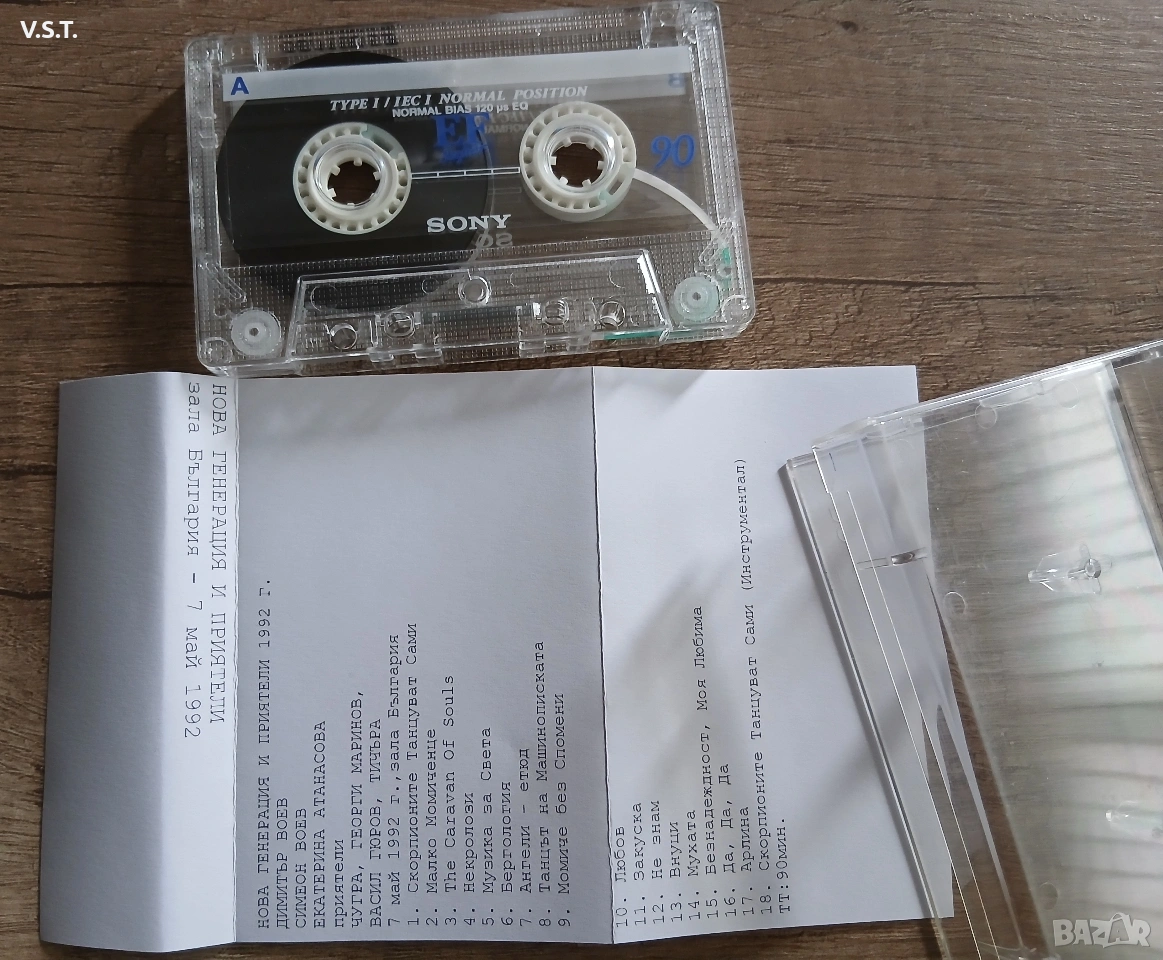 V.S.T.
A
B
TYPE I / IEC I NORMAL POSITION
NORMAL BIAS 120 µs EQ
EF
90
SONY
НОВА ГЕНЕРАЦИЯ И ПРИЯТЕЛИ
зала България - 7 май 1992
НОВА ГЕНЕРАЦИЯ И ПРИЯТЕЛИ 1992 Г.
ДИМИТЪР ВОЕВ
СИМЕОН ВОЕВ
ЕКАТЕРИНА АТАНАСОВА
приятели
ЧУГРА, ГЕОРГИ МАРИНОВ,
ВАСИЛ ГЮРОВ, ТИЧЪРА
7 май 1992 г.,зала България
1. Скорпионите Танцуват Сами
2. Малко Момиченце
3. The Caravan Of Souls
4. Некролози
5. Музика за Света
6. Бергология
7. Ангели - етюд
8. Танцът на Машинописката
9. Момиче без Спомени
10. Любов
11. Закуска
12. Не знам
13. Внуци
14. Мухата
15. Безнадеждност, Моя Любима
16. Да, Да, Да
17. Арлина
18. Скорпионите Танцуват Сами (Инструментал)
TT:90мин.
BAZAR